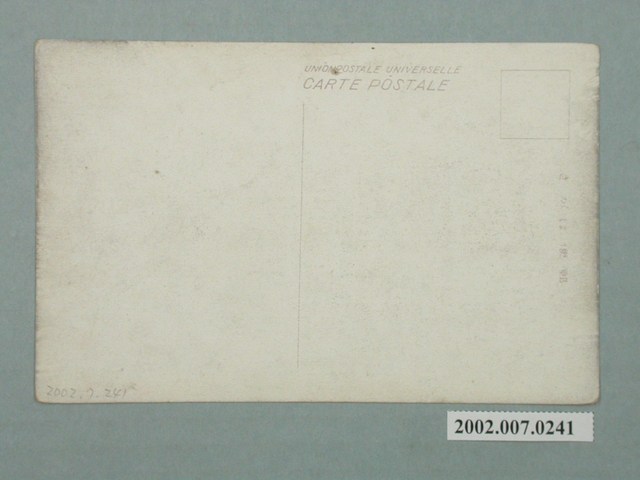 UNION POSTALE UNIVERSELLE
CARTE POSTALE
2002.7.241
2002.007.0241